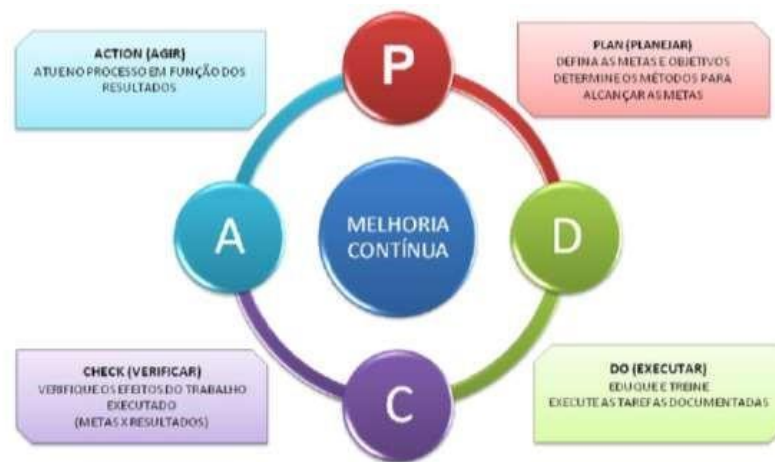 ACTION (AGIR)
ATUE NO PROCESSO EM FUNÇÃO DOS
RESULTADOS
P
PLAN (PLANEJAR)
DEFINA AS METAS E OBJETIVOS
DETERMINE OS MÉTODOS PARA
ALCANÇAR AS METAS
A
MELHORIA
CONTÍNUA
D
CHECK (VERIFICAR)
VERIFIQUE OS EFEITOS DO TRABALHO
EXECUTADO
(METAS X RESULTADOS)
C
DO (EXECUTAR)
EDUQUE E TREINE
EXECUTE AS TAREFAS DOCUMENTADAS